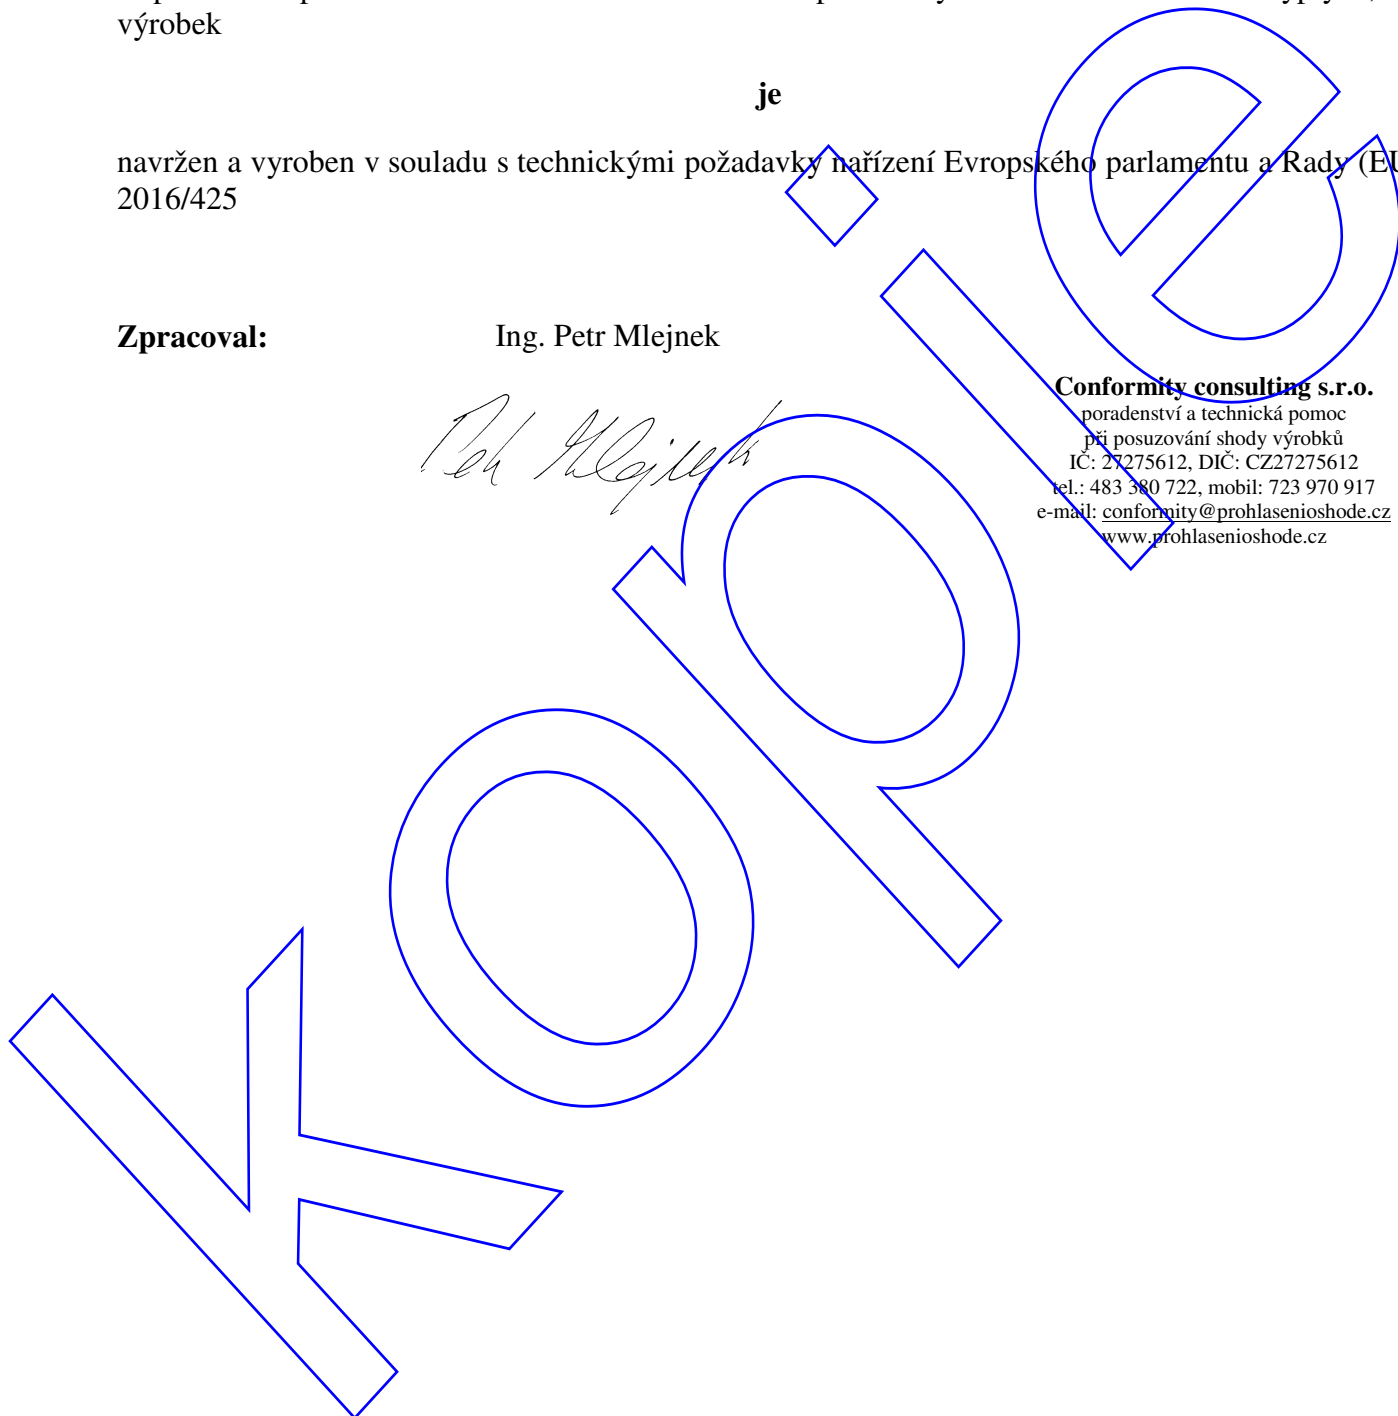 výrobek
je
navržen a vyroben v souladu s technickými požadavky nařízení Evropského parlamentu a Rady (EU
2016/425
Zpracoval: Ing. Petr Mlejnek
Petr Mlejnek
Conformity consulting s.r.o.
poradenství a technická pomoc
při posuzování shody výrobků
IČ: 27275612, DIČ: CZ27275612
tel.: 483 380 722, mobil: 723 970 917
e-mail: conformity@prohlasenioshode.cz
www.prohlasenioshode.cz
Kopie